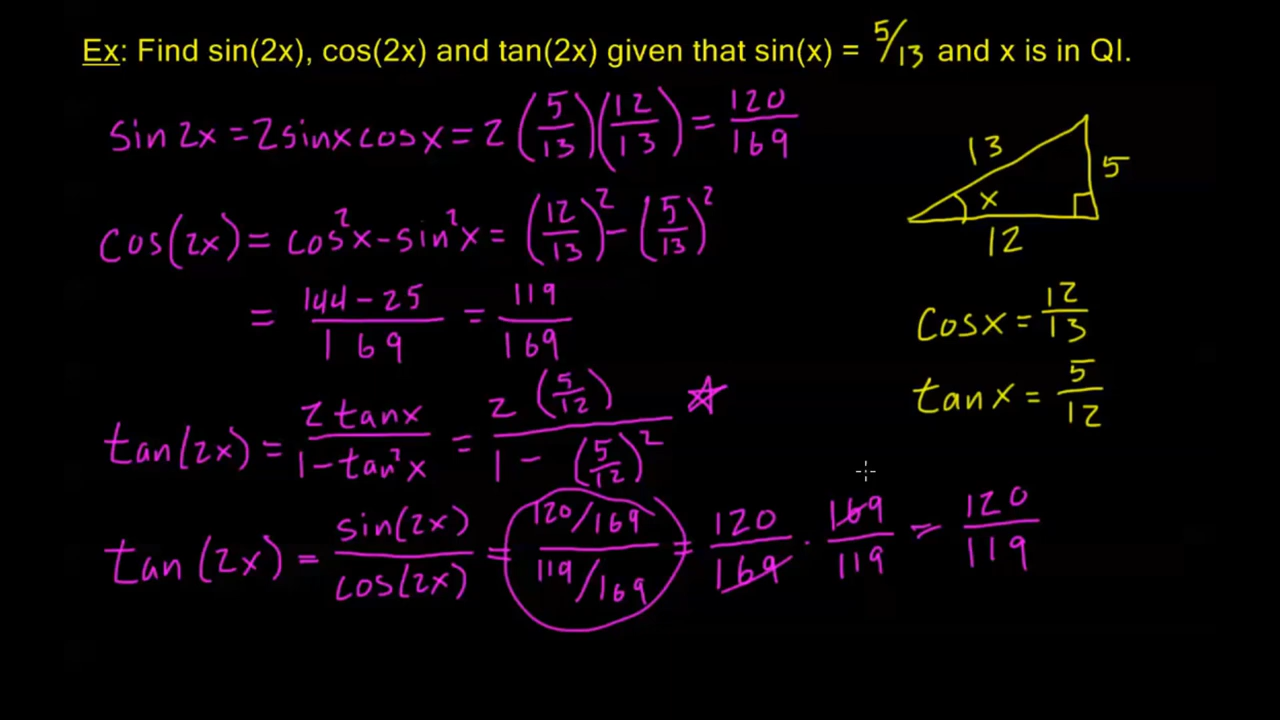 Ex: Find sin(2x), cos(2x) and tan(2x) given that sin(x) = 5/13 and x is in QI.
sin 2x = 2 sin x cos x = 2 (5/13)(12/13) = 120/169
cos(2x) = cos²x - sin²x = (12/13)² - (5/13)²
= 144 - 25/169 = 119/169
tan(2x) = 2 tan x/1 - tan²x = 2 (5/12)/1 - (5/12)² ☆
tan(2x) = sin(2x)/cos(2x) = 120/169/119/169 = 120/169 · 169/119 = 120/119
13
5
x
12
cos x = 12/13
tan x = 5/12